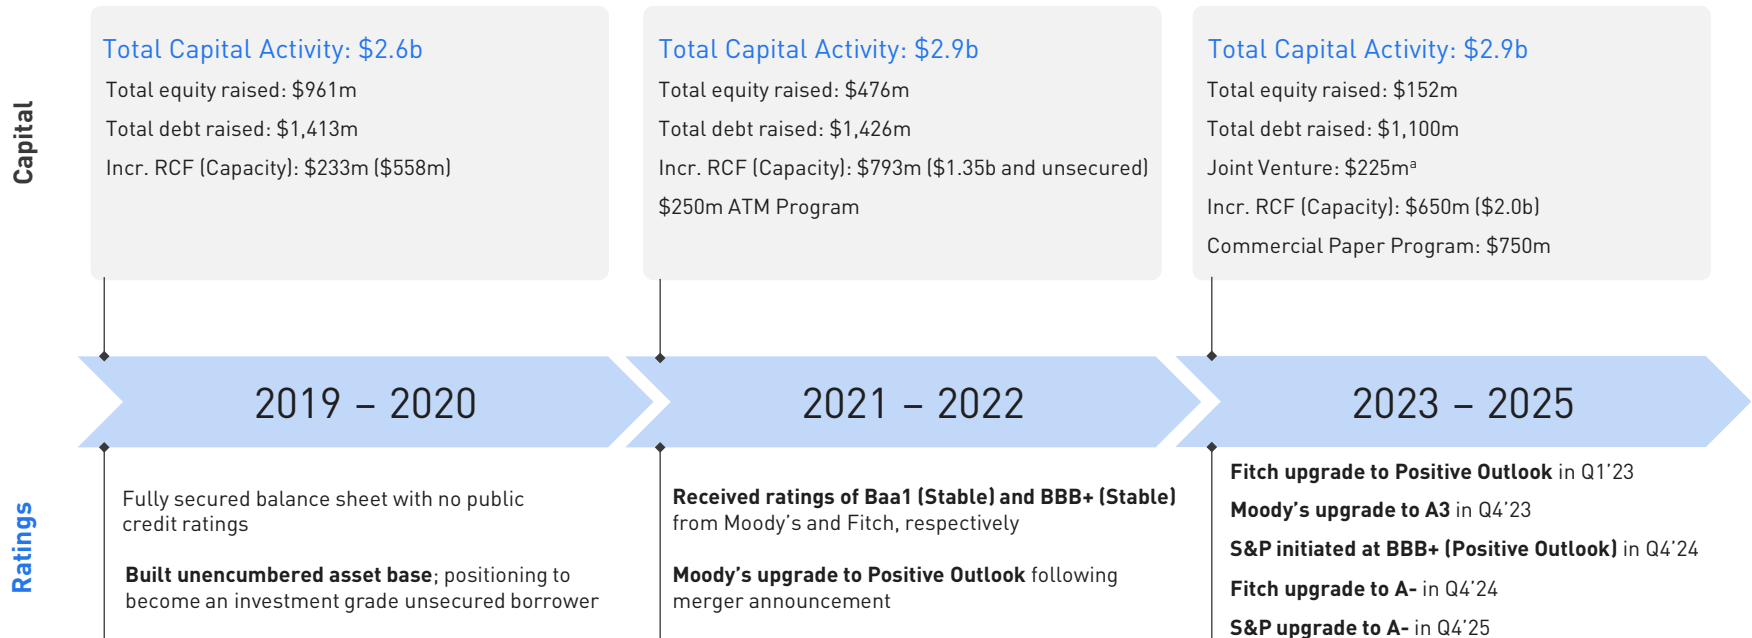 Capital
Total Capital Activity: $2.6b
Total equity raised: $961m
Total debt raised: $1,413m
Incr. RCF (Capacity): $233m ($558m)
Total Capital Activity: $2.9b
Total equity raised: $476m
Total debt raised: $1,426m
Incr. RCF (Capacity): $793m ($1.35b and unsecured)
$250m ATM Program
Total Capital Activity: $2.9b
Total equity raised: $152m
Total debt raised: $1,100m
Joint Venture: $225mᵃ
Incr. RCF (Capacity): $650m ($2.0b)
Commercial Paper Program: $750m
2019 – 2020
2021 – 2022
2023 – 2025
Ratings
Fully secured balance sheet with no public
credit ratings
Built unencumbered asset base; positioning to
become an investment grade unsecured borrower
Received ratings of Baa1 (Stable) and BBB+ (Stable)
from Moody’s and Fitch, respectively
Moody’s upgrade to Positive Outlook following
merger announcement
Fitch upgrade to Positive Outlook in Q1’23
Moody’s upgrade to A3 in Q4’23
S&P initiated at BBB+ (Positive Outlook) in Q4’24
Fitch upgrade to A- in Q4’24
S&P upgrade to A- in Q4’25